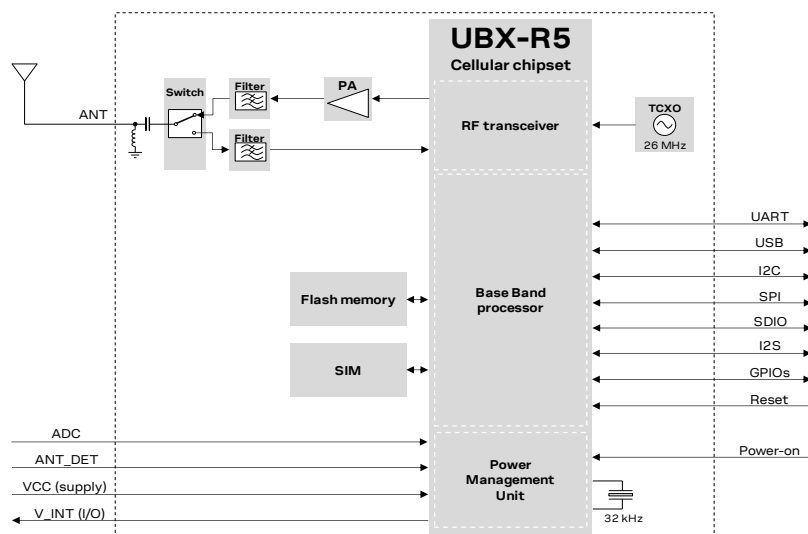 UBX-R5
Cellular chipset
Switch
Filter
PA
ANT
Filter
RF transceiver
TCXO
26 MHz
UART
USB
I2C
SPI
SDIO
I2S
GPIOs
Reset
Flash memory
Base Band
processor
SIM
ADC
ANT_DET
VCC (supply)
V_INT (I/O)
Power
Management
Unit
Power-on
32 kHz